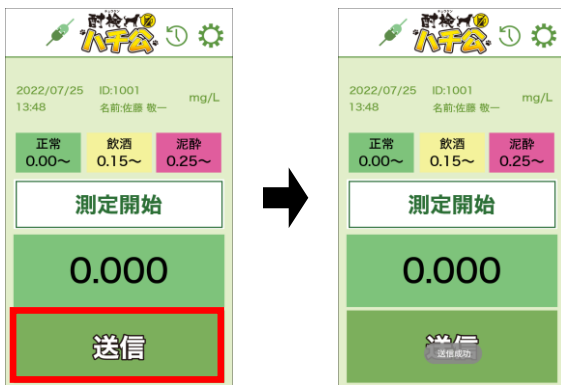 酎検
ハチ公
2022/07/25 ID:1001
13:48 名前:佐藤 敬一 mg/L
正常 飲酒 泥酔
0.00～ 0.15～ 0.25～
測定開始
0.000
送信
酎検
ハチ公
2022/07/25 ID:1001
13:48 名前:佐藤 敬一 mg/L
正常 飲酒 泥酔
0.00～ 0.15～ 0.25～
測定開始
0.000
送信
送信成功